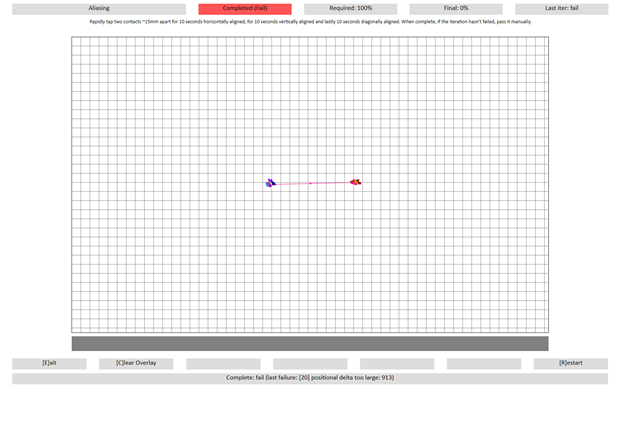 Aliasing
Completed (Fail)
Required: 100%
Final: 0%
Last iter: fail
Rapidly tap two contacts ~15mm apart for 10 seconds horizontally aligned, for 10 seconds vertically aligned and lastly 10 seconds diagonally aligned. When complete, if the iteration hasn't failed, pass it manually.
[E]xit
[C]lear Overlay
[R]estart
Complete: fail (last failure: [20] positional delta too large: 913)